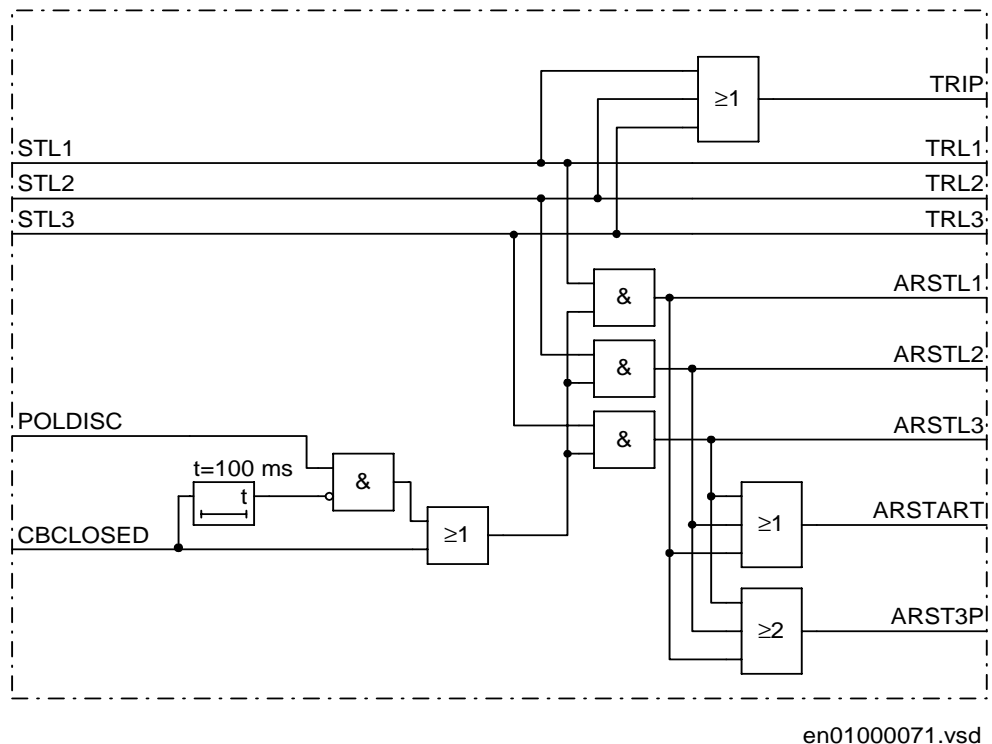 ≥1
TRIP
STL1
TRL1
STL2
TRL2
STL3
TRL3
&
ARSTL1
&
ARSTL2
&
ARSTL3
POLDISC
t=100 ms
t
&
CBCLOSED
≥1
≥1
ARSTART
≥2
ARST3P
en01000071.vsd